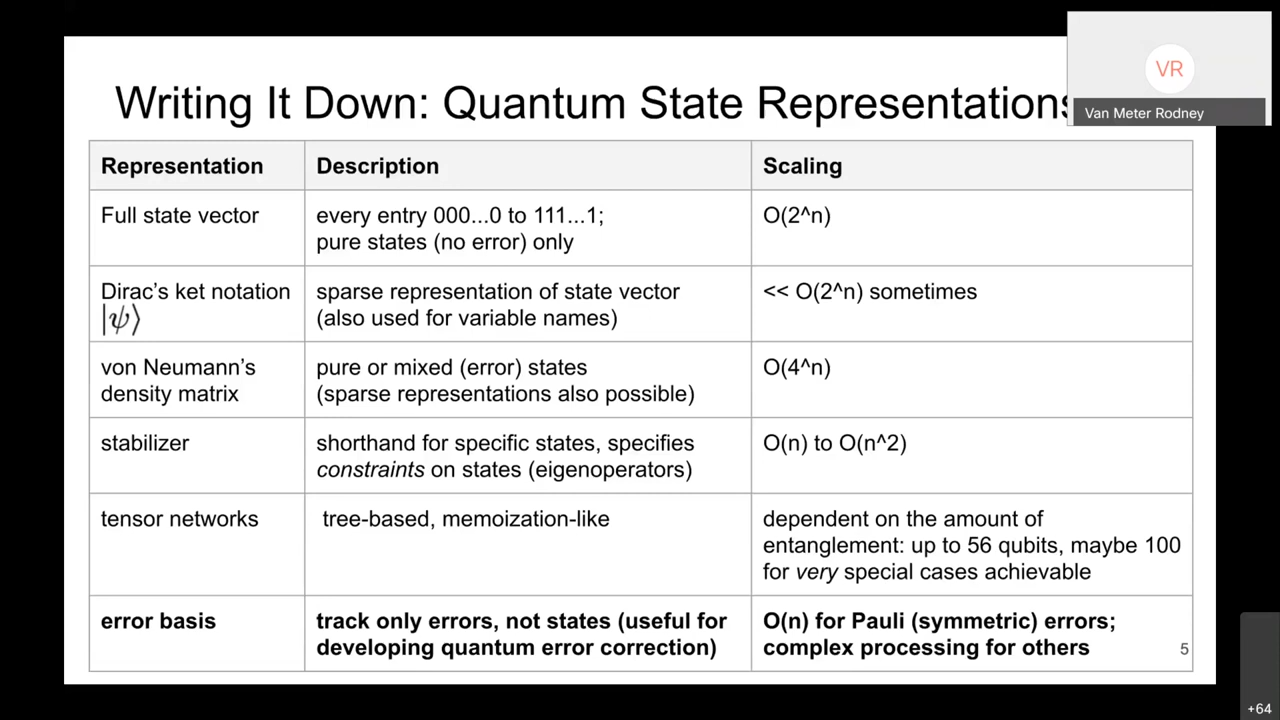 Writing It Down: Quantum State Representations
VR
Van Meter Rodney
Representation Description Scaling
Full state vector
every entry 000...0 to 111...1;
pure states (no error) only
O(2^n)
Dirac’s ket notation
|ψ⟩
sparse representation of state vector
(also used for variable names)
<< O(2^n) sometimes
von Neumann’s
density matrix
pure or mixed (error) states
(sparse representations also possible)
O(4^n)
stabilizer
shorthand for specific states, specifies
constraints on states (eigenoperators)
O(n) to O(n^2)
tensor networks
tree-based, memoization-like
dependent on the amount of
entanglement: up to 56 qubits, maybe 100
for very special cases achievable
error basis
track only errors, not states (useful for
developing quantum error correction)
O(n) for Pauli (symmetric) errors;
complex processing for others
5
+64